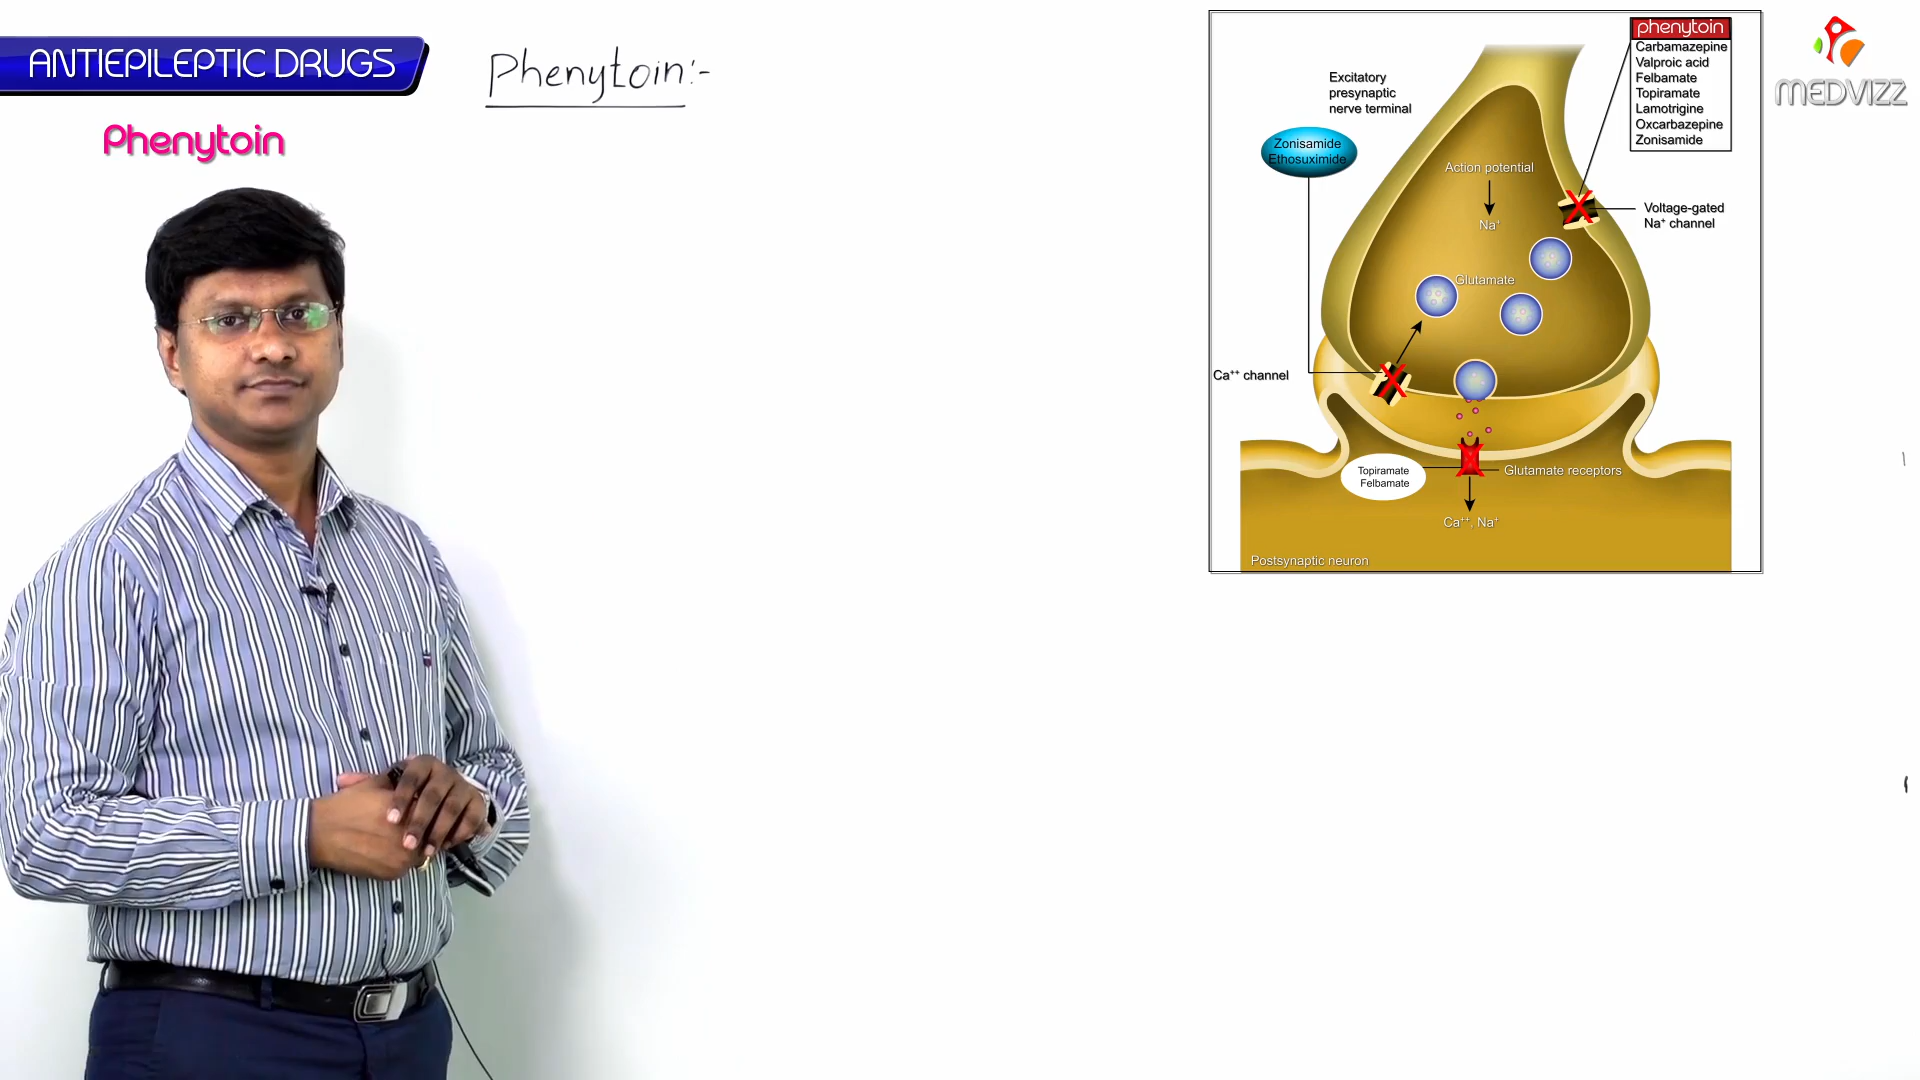 ANTIEPILEPTIC DRUGS
Phenytoin
Phenytoin:-
phenytoin
Carbamazepine
Valproic acid
Felbamate
Topiramate
Lamotrigine
Oxcarbazepine
Zonisamide
MEDVIZZ
Excitatory
presynaptic
nerve terminal
Zonisamide
Ethosuximide
Action potential
Na⁺
Voltage-gated
Na⁺ channel
Glutamate
Ca⁺⁺ channel
Topiramate
Felbamate
Glutamate receptors
Ca⁺⁺, Na⁺
Postsynaptic neuron